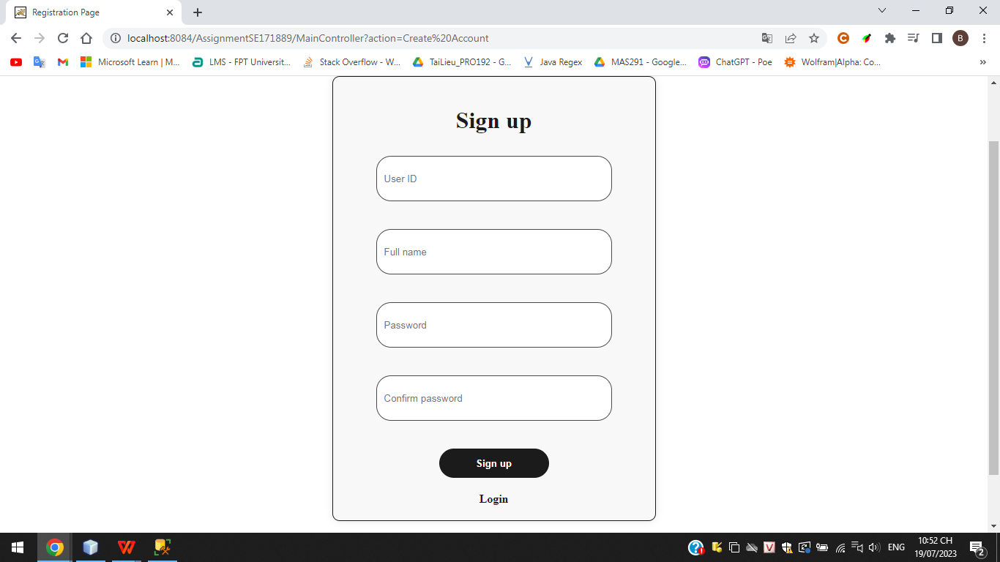 Registration Page
localhost:8084/AssignmentSE171889/MainController?action=Create%20Account
B
Microsoft Learn | M... LMS - FPT Universit... Stack Overflow - W... TaiLieu_PRO192 - G... Java Regex MAS291 - Google... ChatGPT - Poe Wolfram|Alpha: Co... »
Sign up
User ID
Full name
Password
Confirm password
Sign up
Login
ENG
10:52 CH
19/07/2023
2